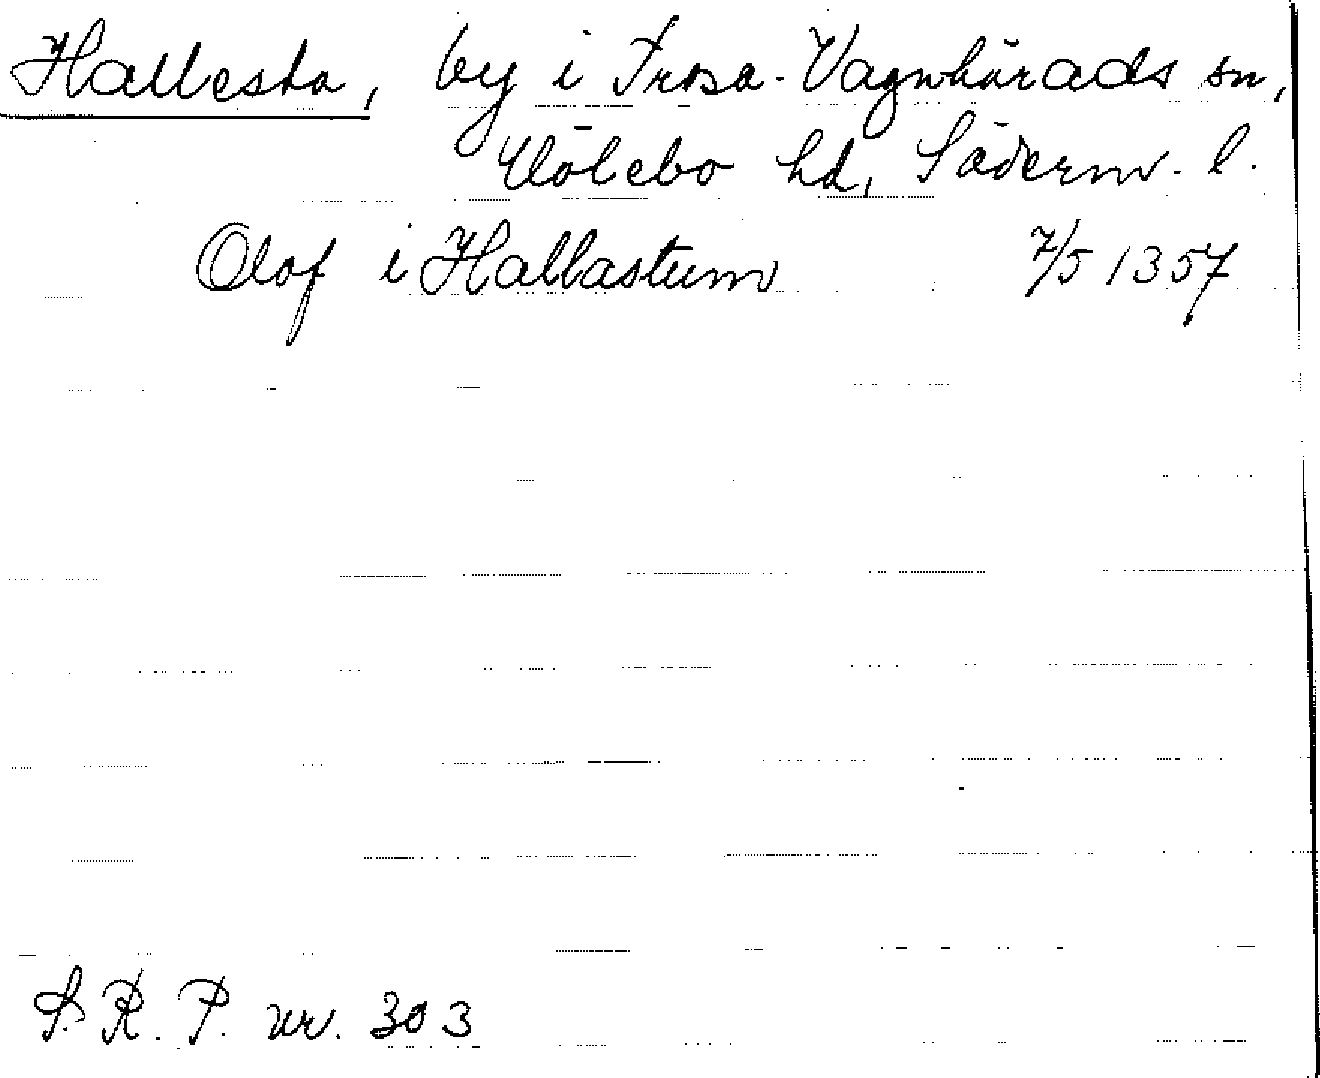 Hallesta, by i Trosa-Vagnhärads sn,
Hölebo hd, Söderm. l.
Olof i Hallastum 7/5 1357
S. R. P. nr. 303